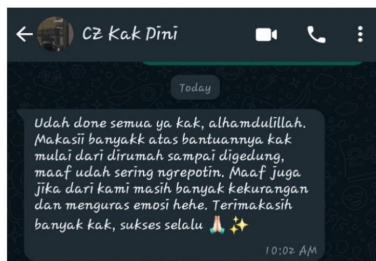 CZ Kak Dini
Today
Udah done semua ya kak, alhamdulillah.
Makasii banyakk atas bantuannya kak
mulai dari dirumah sampai digedung,
maaf udah sering ngrepotin. Maaf juga
jika dari kami masih banyak kekurangan
dan menguras emosi hehe. Terimakasih
banyak kak, sukses selalu 🙏🏻 ✨
10:02 AM